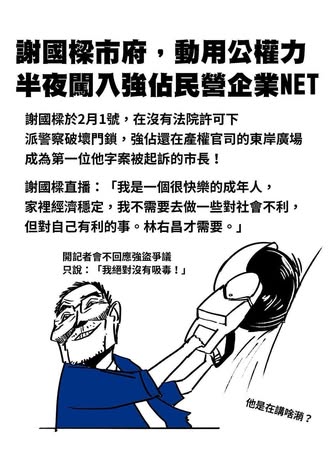 謝國樑市府，動用公權力
半夜闖入強佔民營企業NET
謝國樑於2月1號，在沒有法院許可下
派警察破壞門鎖，強佔還在產權官司的東岸廣場
成為第一位他字案被起訴的市長！
謝國樑直播：「我是一個很快樂的成年人，
家裡經濟穩定，我不需要去做一些對社會不利，
但對自己有利的事。林右昌才需要。」
開記者會不回應強盜爭議
只說：「我絕對沒有吸毒！」
他是在講啥潲？